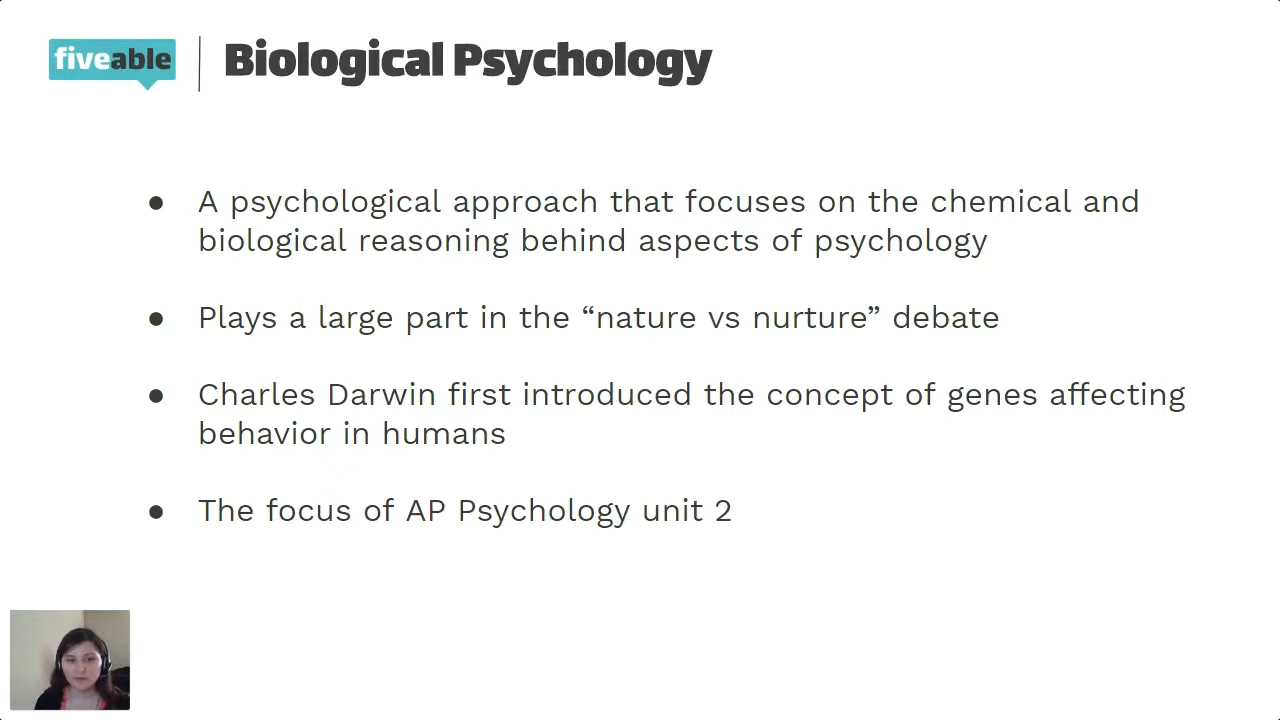 fiveable
Biological Psychology
● A psychological approach that focuses on the chemical and
biological reasoning behind aspects of psychology
● Plays a large part in the “nature vs nurture” debate
● Charles Darwin first introduced the concept of genes affecting
behavior in humans
● The focus of AP Psychology unit 2